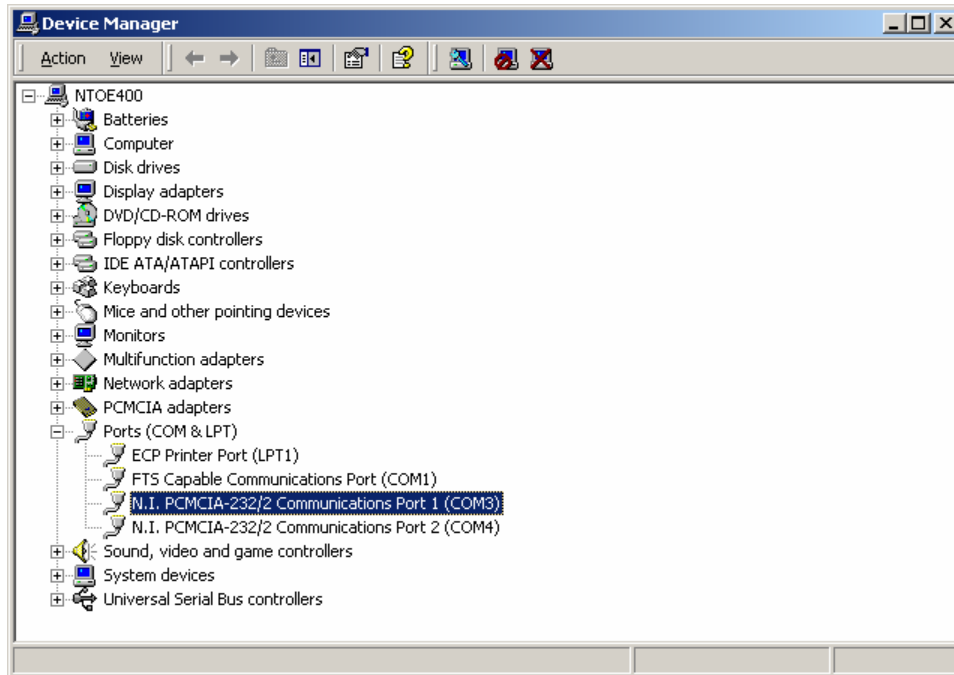 Device Manager
Action View
NTOE400
Batteries
Computer
Disk drives
Display adapters
DVD/CD-ROM drives
Floppy disk controllers
IDE ATA/ATAPI controllers
Keyboards
Mice and other pointing devices
Monitors
Multifunction adapters
Network adapters
PCMCIA adapters
Ports (COM & LPT)
ECP Printer Port (LPT1)
FTS Capable Communications Port (COM1)
N.I. PCMCIA-232/2 Communications Port 1 (COM3)
N.I. PCMCIA-232/2 Communications Port 2 (COM4)
Sound, video and game controllers
System devices
Universal Serial Bus controllers